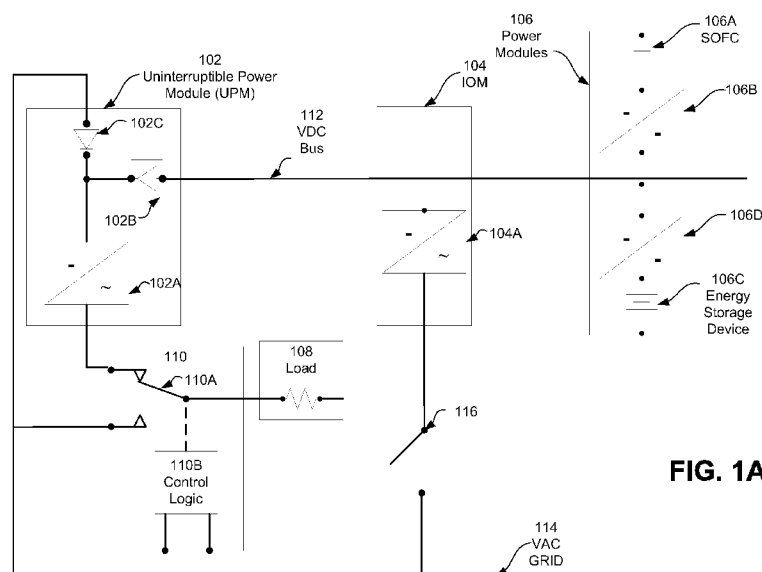 102
Uninterruptible Power
Module (UPM)
102C
112
VDC
Bus
104
IOM
106
Power
Modules
106A
SOFC
106B
102B
102A
-
~
104A
-
~
-
-
-
-
106D
106C
Energy
Storage
Device
110
110A
108
Load
116
110B
Control
Logic
FIG. 1A
114
VAC
GRID